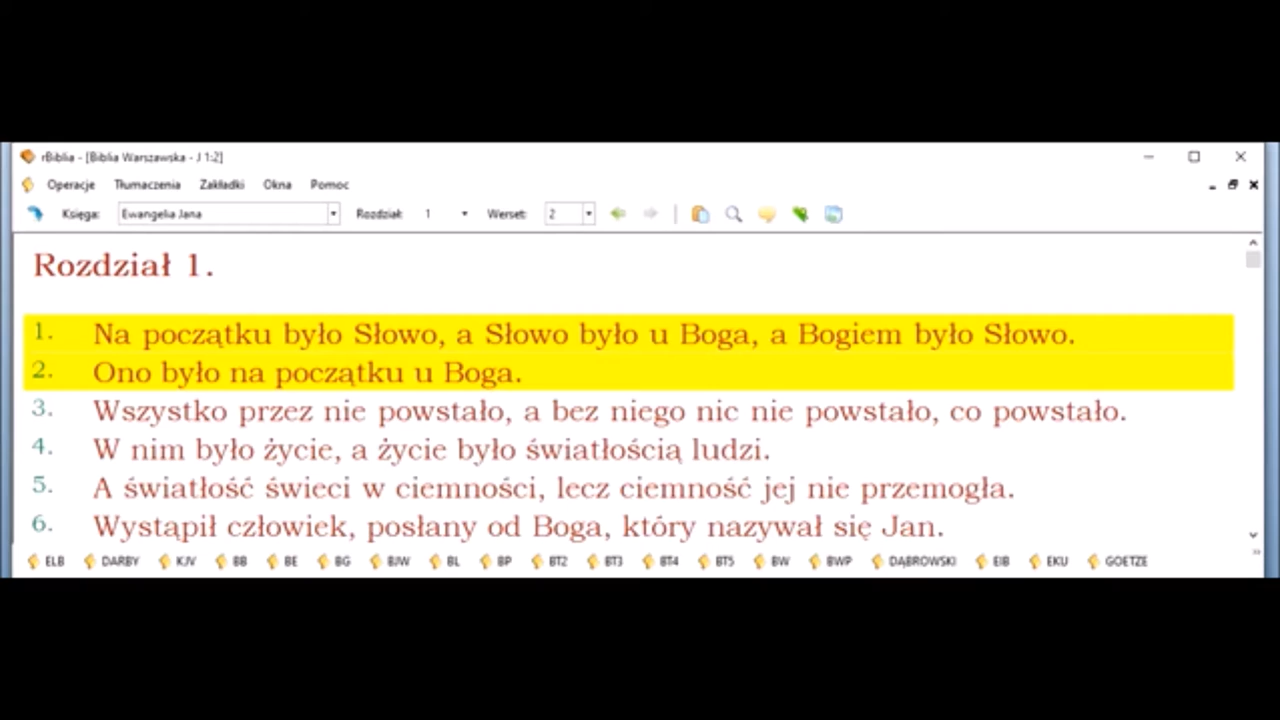 rBiblia - [Biblia Warszawska - J 1:2]
Operacje Tłumaczenia Zakładki Okna Pomoc
Księga: Ewangelia Jana Rozdział: 1 Werset: 2
Rozdział 1.
1. Na początku było Słowo, a Słowo było u Boga, a Bogiem było Słowo.
2. Ono było na początku u Boga.
3. Wszystko przez nie powstało, a bez niego nic nie powstało, co powstało.
4. W nim było życie, a życie było światłością ludzi.
5. A światłość świeci w ciemności, lecz ciemność jej nie przemogła.
6. Wystąpił człowiek, posłany od Boga, który nazywał się Jan.
ELB DARBY KJV BB BE BG BJW BL BP BT2 BT3 BT4 BT5 BW BWP DĄBROWSKI EIB EKU GOETZE